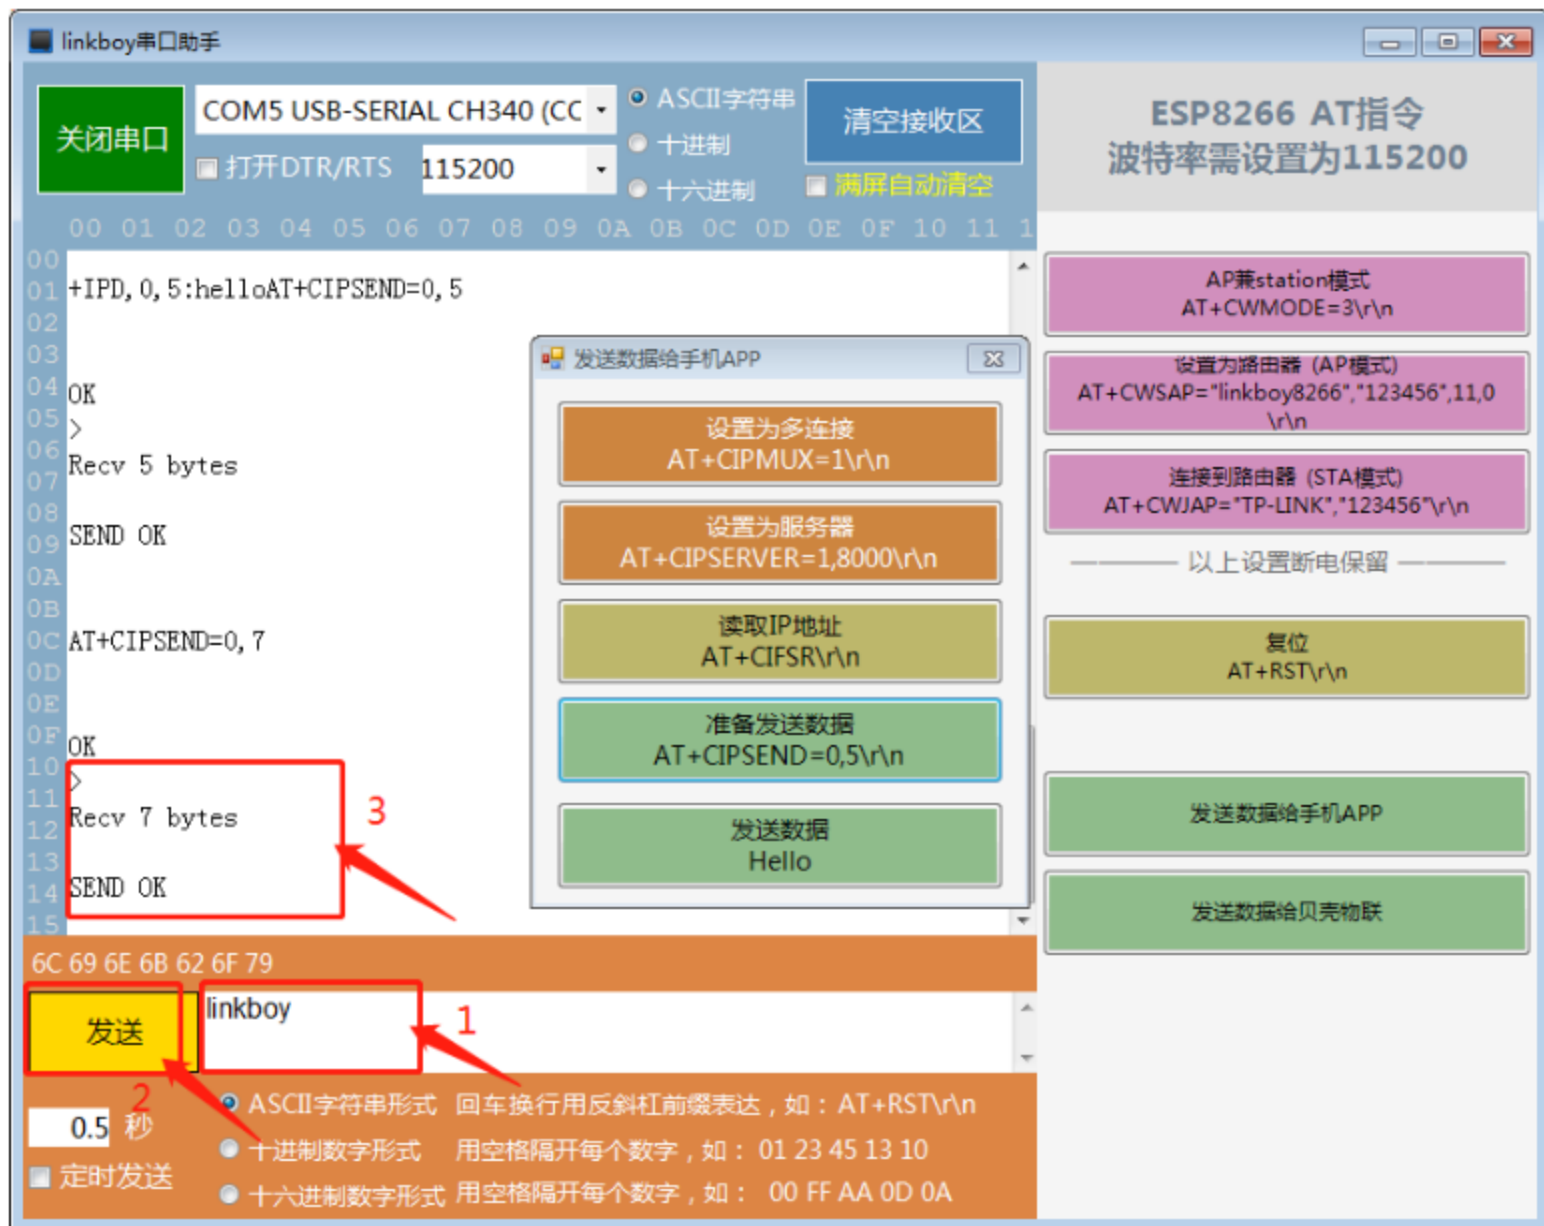 linkboy串口助手
关闭串口
COM5 USB-SERIAL CH340 (CC
打开DTR/RTS
115200
ASCII字符串
十进制
十六进制
清空接收区
满屏自动清空
ESP8266 AT指令
波特率需设置为115200
00 01 02 03 04 05 06 07 08 09 0A 0B 0C 0D 0E 0F 10 11 1
00
01 +IPD,0,5:helloAT+CIPSEND=0,5
02
03
04 OK
05 >
06 Recv 5 bytes
07
08
09 SEND OK
0A
0B
0C AT+CIPSEND=0,7
0D
0E
0F OK
10 >
11 Recv 7 bytes
12
13
14 SEND OK
15
3
发送数据给手机APP
设置为多连接
AT+CIPMUX=1\r\n
设置为服务器
AT+CIPSERVER=1,8000\r\n
读取IP地址
AT+CIFSR\r\n
准备发送数据
AT+CIPSEND=0,5\r\n
发送数据
Hello
AP兼station模式
AT+CWMODE=3\r\n
设置为路由器 (AP模式)
AT+CWSAP="linkboy8266","123456",11,0
\r\n
连接到路由器 (STA模式)
AT+CWJAP="TP-LINK","123456"\r\n
以上设置断电保留
复位
AT+RST\r\n
发送数据给手机APP
发送数据给贝壳物联
6C 69 6E 6B 62 6F 79
发送
linkboy
1
2
0.5 秒
定时发送
ASCII字符串形式 回车换行用反斜杠前缀表达，如：AT+RST\r\n
十进制数字形式 用空格隔开每个数字，如：01 23 45 13 10
十六进制数字形式 用空格隔开每个数字，如： 00 FF AA 0D 0A